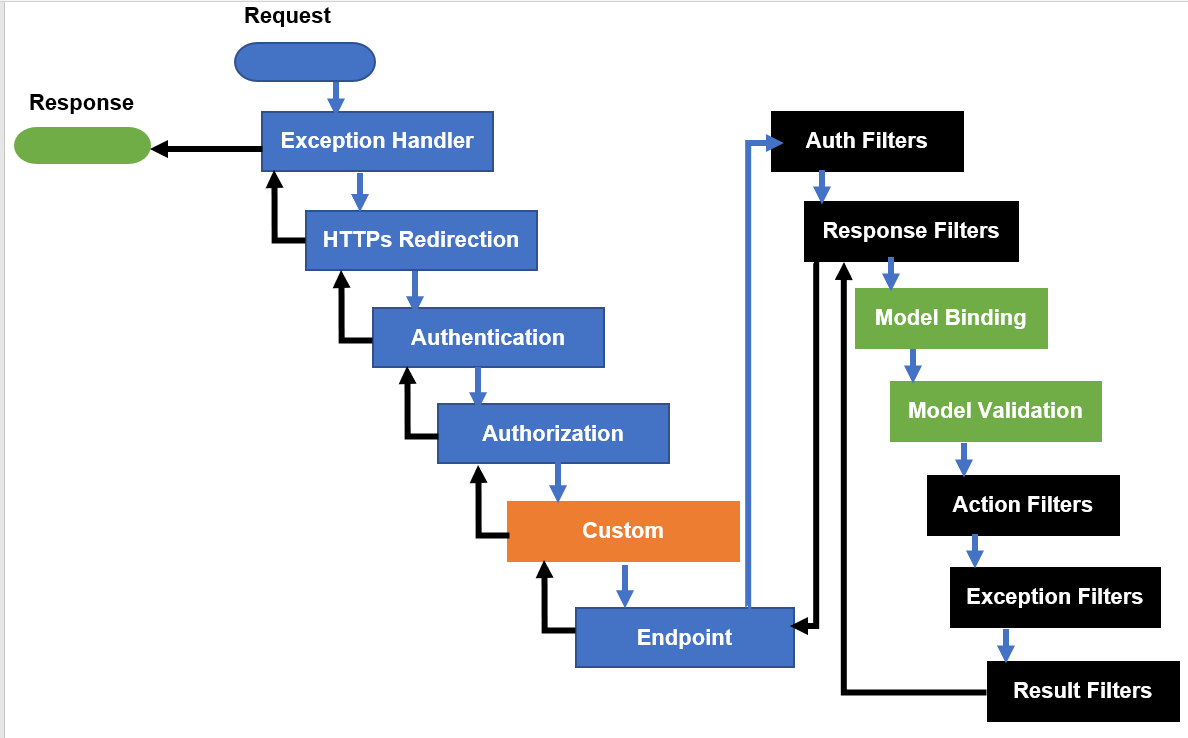 Request
Response
Exception Handler
HTTPs Redirection
Authentication
Authorization
Custom
Endpoint
Auth Filters
Response Filters
Model Binding
Model Validation
Action Filters
Exception Filters
Result Filters